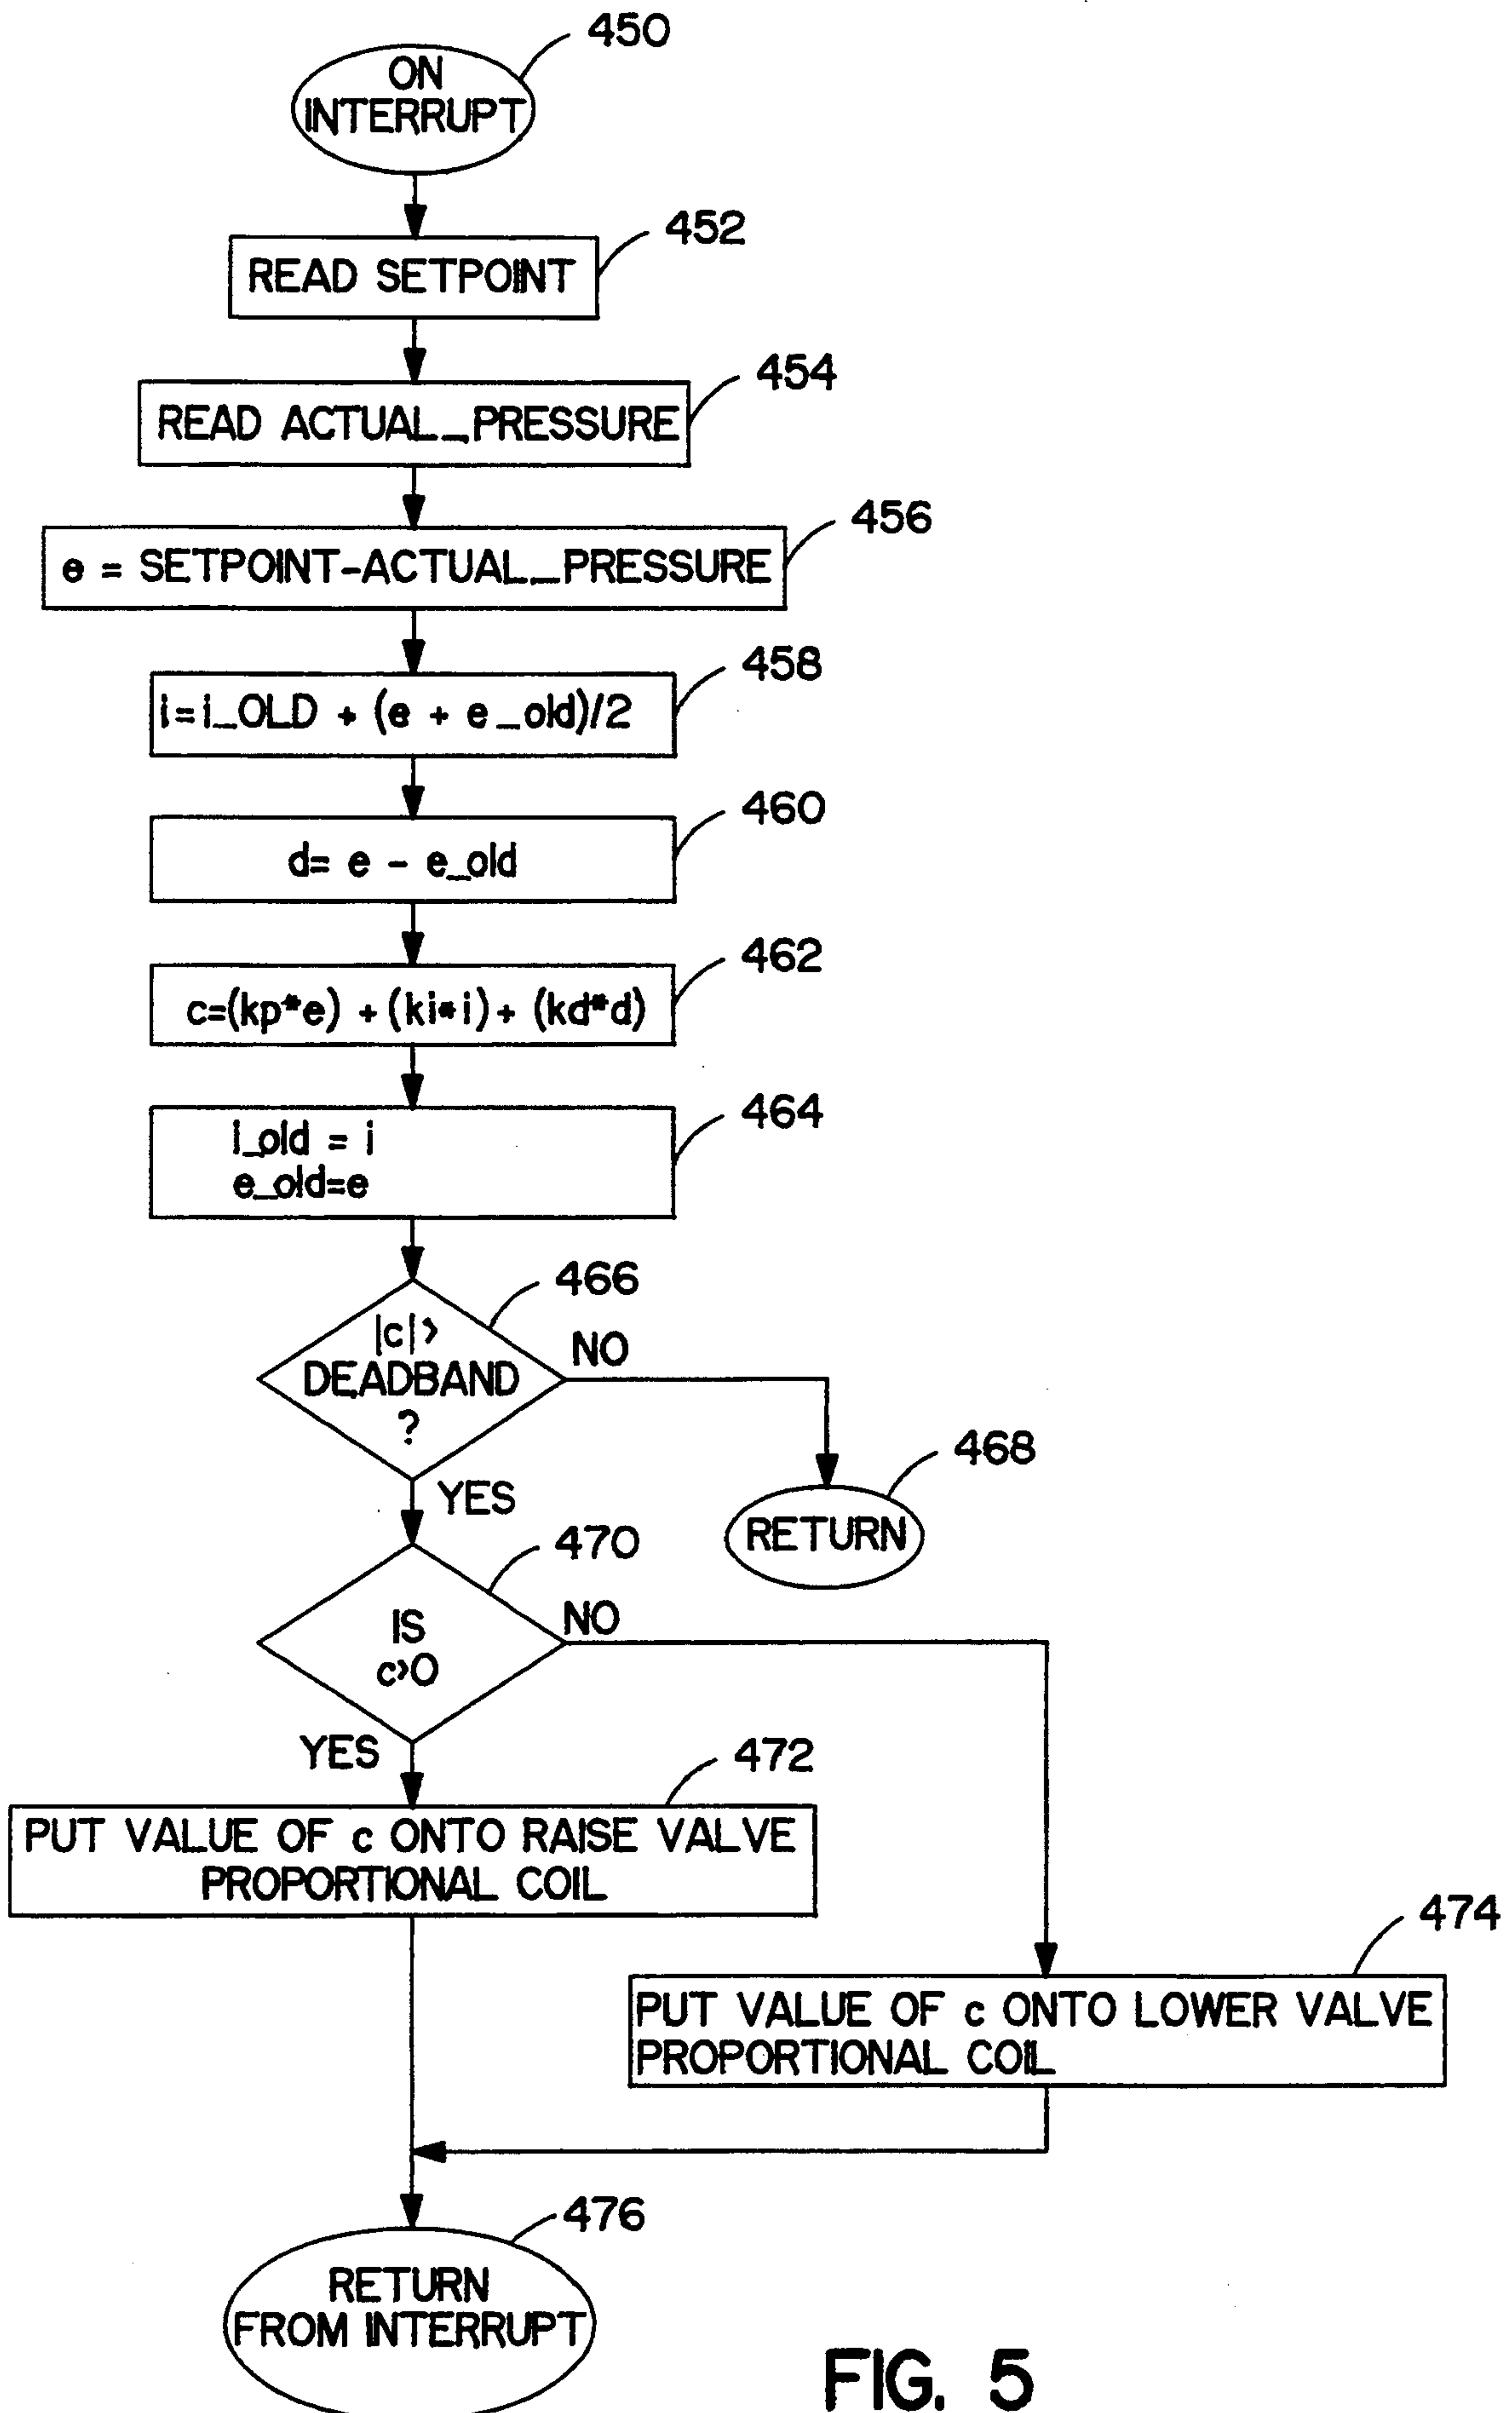 450
ON
INTERRUPT
452
READ SETPOINT
454
READ ACTUAL_PRESSURE
456
e = SETPOINT-ACTUAL_PRESSURE
458
i=i_OLD + (e + e_old)/2
460
d= e - e_old
462
c=(kp*e) + (ki*i) + (kd*d)
464
i_old = i
e_old=e
466
|c|>
DEADBAND
?
NO
468
RETURN
YES
470
IS
c>0
NO
YES
472
PUT VALUE OF c ONTO RAISE VALVE
PROPORTIONAL COIL
474
PUT VALUE OF c ONTO LOWER VALVE
PROPORTIONAL COIL
476
RETURN
FROM INTERRUPT
FIG. 5